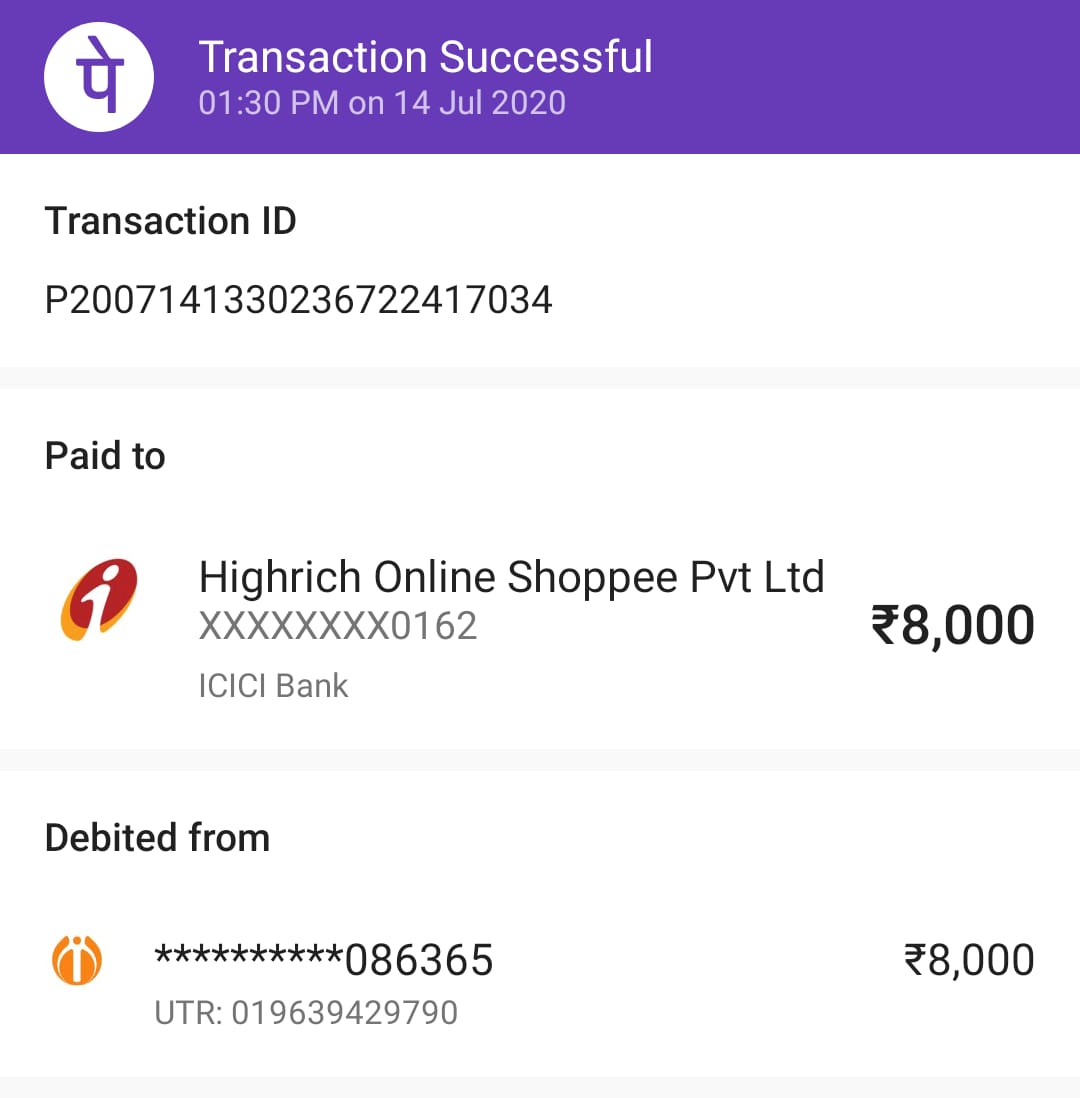 पे
Transaction Successful
01:30 PM on 14 Jul 2020
Transaction ID
P2007141330236722417034
Paid to
Highrich Online Shoppee Pvt Ltd
XXXXXXXX0162
₹8,000
ICICI Bank
Debited from
**********086365
₹8,000
UTR: 019639429790